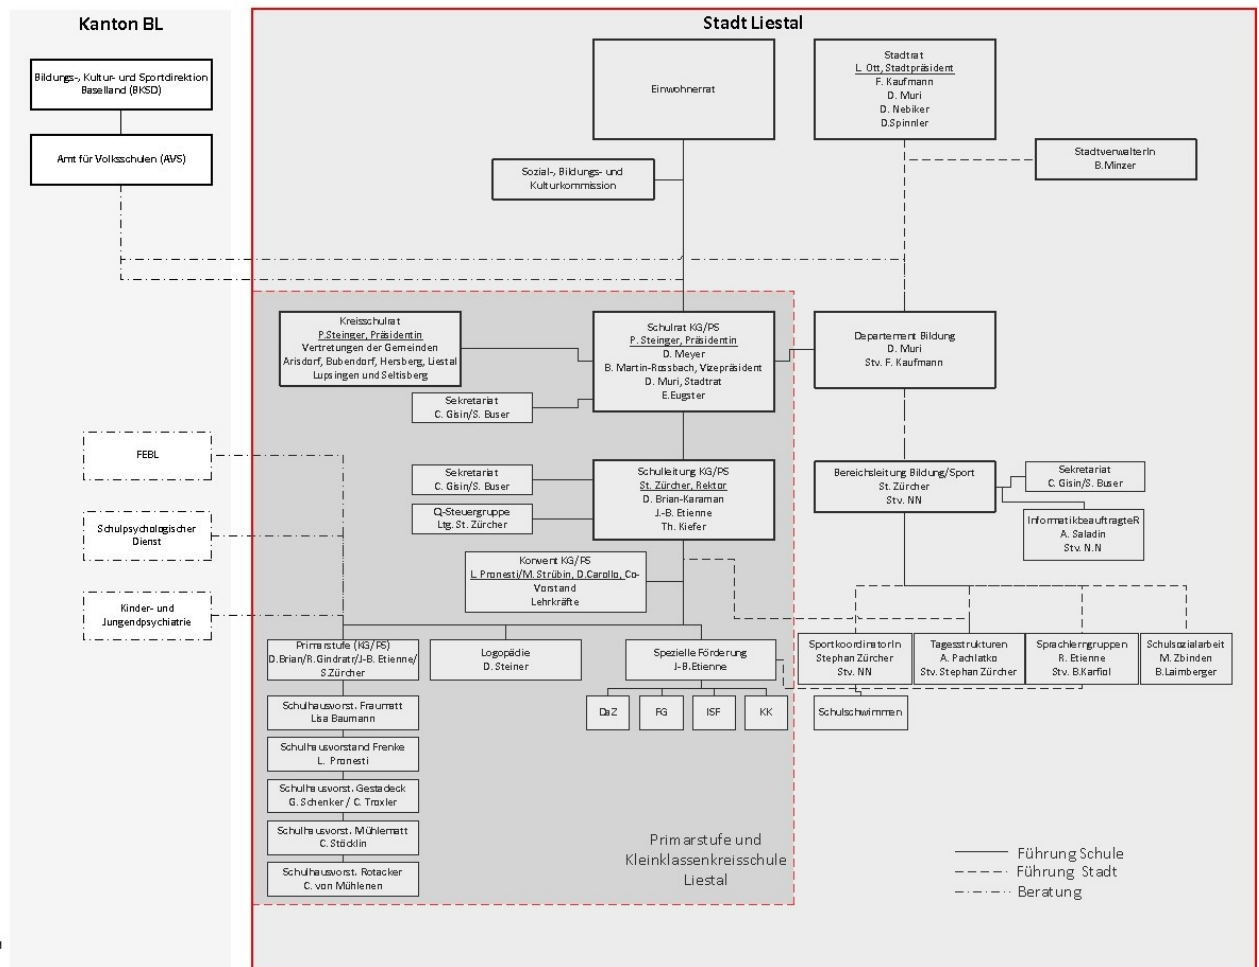 Kanton BL
Bildungs-, Kultur- und Sportdirektion
Baselland (BKSD)
Amt für Volksschulen (AVS)
FEBL
Schulpsychologischer
Dienst
Kinder- und
Jungendpsychiatrie
Stadt Liestal
Einwohnerrat
Stadtrat
L. Ott, Stadtpräsident
F. Kaufmann
D. Muri
D. Nebiker
D.Spinnler
StadtverwalterIn
B.Minzer
Sozial-, Bildungs- und
Kulturkommission
Kreisschulrat
P.Steinger, Präsidentin
Vertretungen der Gemeinden
Arisdorf, Bubendorf, Hersberg, Liestal
Lupsingen und Seltisberg
Schulrat KG/PS
P. Steinger, Präsidentin
D. Meyer
B. Martin-Rossbach, Vizepräsident
D. Muri, Stadtrat
E.Eugster
Departement Bildung
D. Muri
Stv. F. Kaufmann
Sekretariat
C. Gisin/S. Buser
Sekretariat
C. Gisin/S. Buser
Q-Steuergruppe
Ltg. St. Zürcher
Schulleitung KG/PS
St. Zürcher, Rektor
D. Brian-Karaman
J.-B. Etienne
Th. Kiefer
Bereichsleitung Bildung/Sport
St. Zürcher
Stv. NN
Sekretariat
C. Gisin/S. Buser
InformatikbeauftragteR
A. Saladin
Stv. N.N
Konvent KG/PS
L. Pronesti/M. Strübin, D.Carollo, Co-
Vorstand
Lehrkräfte
Primarstufe (KG/PS)
D.Brian/R. Gindratr/J-B. Etienne/
S.Zürcher
Logopädie
D. Steiner
Spezielle Förderung
J-B.Etienne
SportkoordinatorIn
Stephan Zürcher
Stv. NN
Tagesstrukturen
A. Pachlatko
Stv. Stephan Zürcher
Sprachlerngruppen
R. Etienne
Stv. B.Karfiol
Schulsozialarbeit
M. Zbinden
B.Laimberger
DaZ
FG
ISF
KK
Schulschwimmen
Schulhausvorst. Fraumatt
Lisa Baumann
Schulhausvorstand Frenke
L. Pronesti
Schulhausvorst. Gestadeck
G. Schenker / C. Troxler
Schulhausvorst. Mühlematt
C. Stöcklin
Schulhausvorst. Rotacker
C. von Mühlenen
Primarstufe und
Kleinklassenkreisschule
Liestal
Führung Schule
Führung Stadt
Beratung